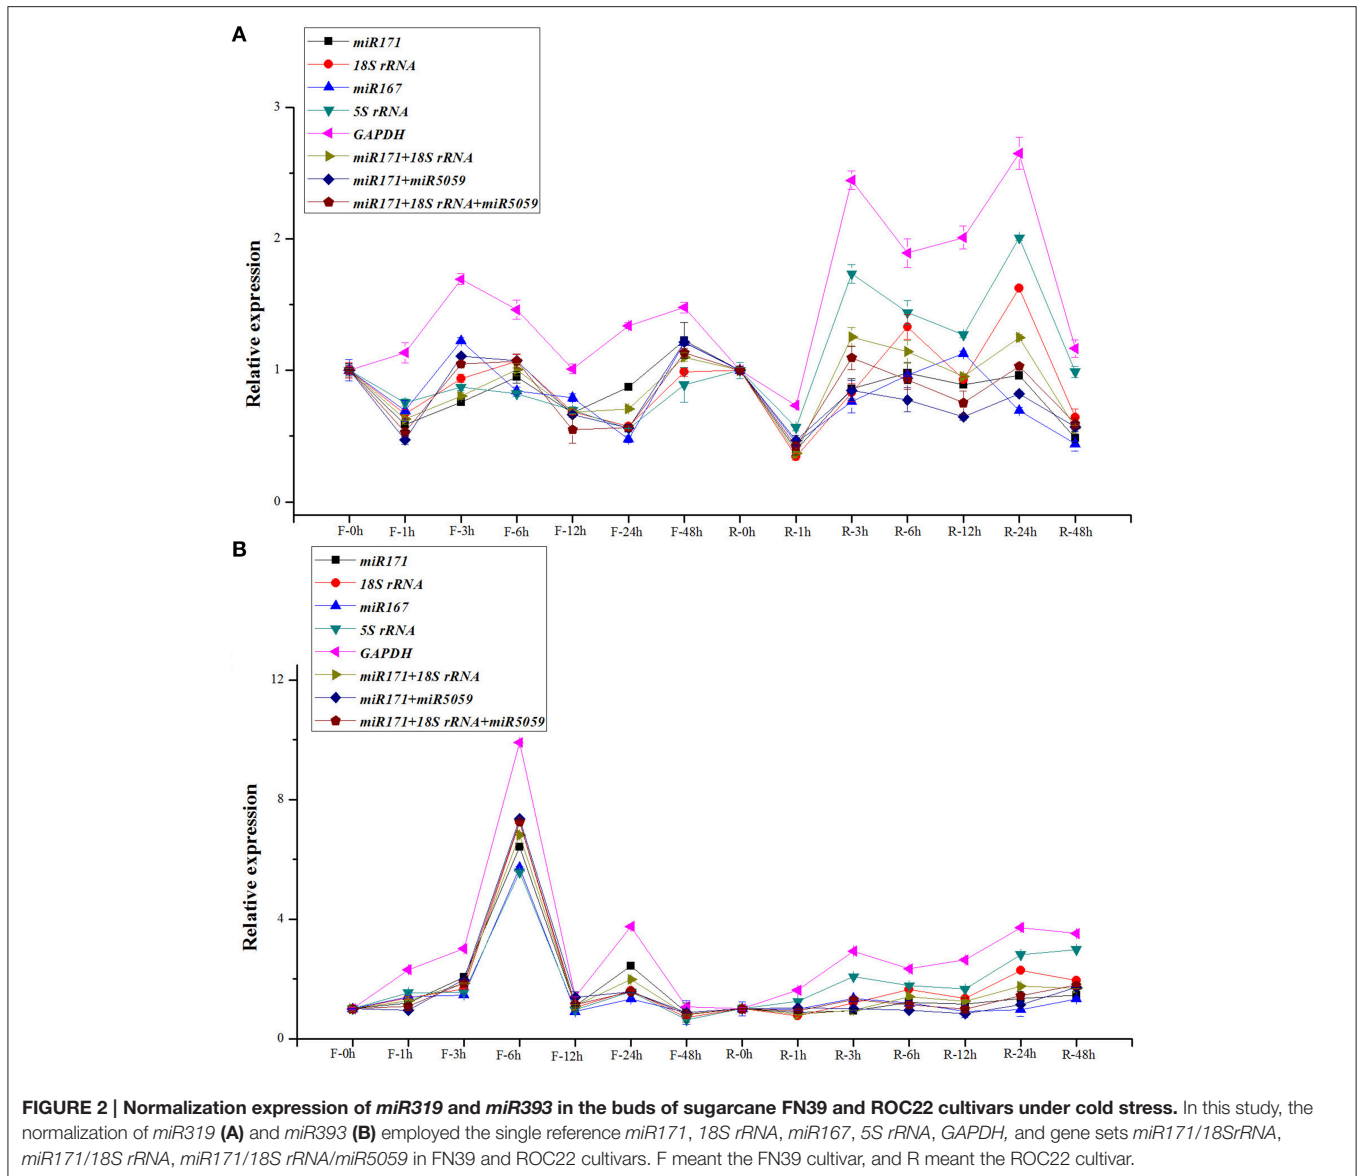 A
miR171
18S rRNA
miR167
5S rRNA
GAPDH
miR171+18S rRNA
miR171+miR5059
miR171+18S rRNA+miR5059
3
2
1
0
Relative expression
F-0h F-1h F-3h F-6h F-12h F-24h F-48h R-0h R-1h R-3h R-6h R-12h R-24h R-48h
B
miR171
18S rRNA
miR167
5S rRNA
GAPDH
miR171+18S rRNA
miR171+miR5059
miR171+18S rRNA+miR5059
12
8
4
0
Relative expression
F-0h F-1h F-3h F-6h F-12h F-24h F-48h R-0h R-1h R-3h R-6h R-12h R-24h R-48h
FIGURE 2 | Normalization expression of miR319 and miR393 in the buds of sugarcane FN39 and ROC22 cultivars under cold stress. In this study, the
normalization of miR319 (A) and miR393 (B) employed the single reference miR171, 18S rRNA, miR167, 5S rRNA, GAPDH, and gene sets miR171/18SrRNA,
miR171/18S rRNA, miR171/18S rRNA/miR5059 in FN39 and ROC22 cultivars. F meant the FN39 cultivar, and R meant the ROC22 cultivar.